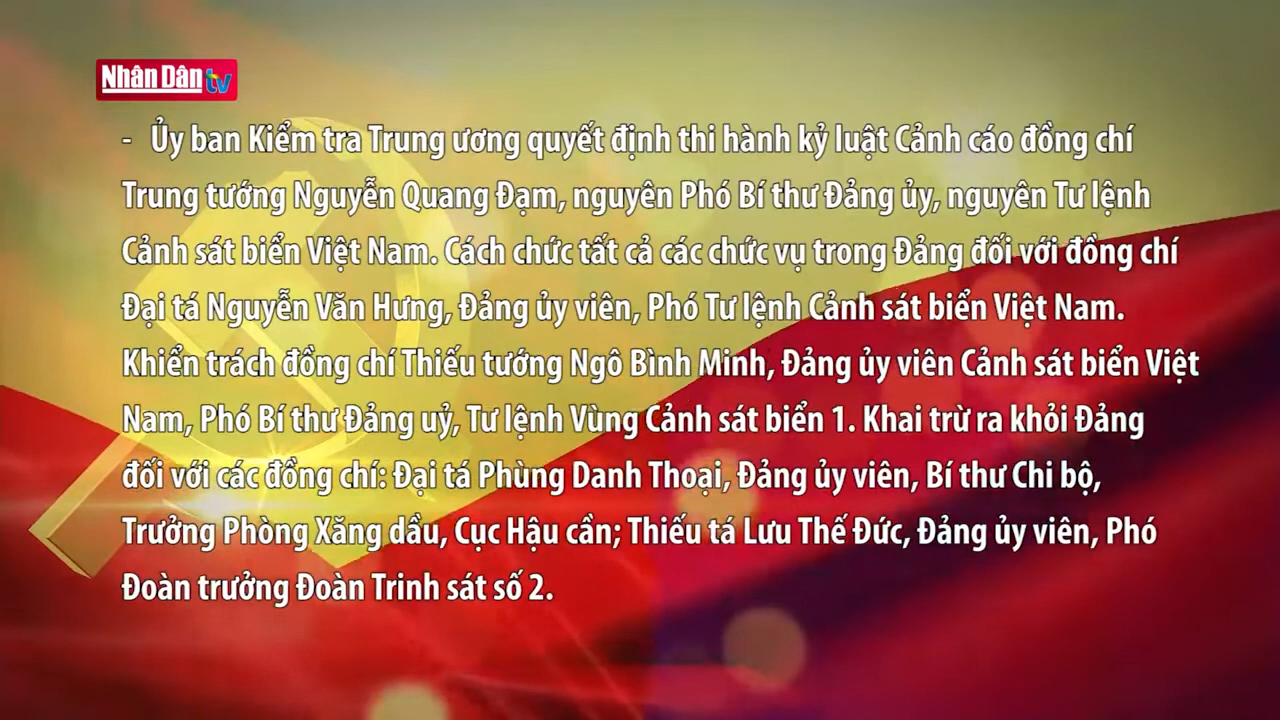 Nhân Dân tv
- Ủy ban Kiểm tra Trung ương quyết định thi hành kỷ luật Cảnh cáo đồng chí
Trung tướng Nguyễn Quang Đạm, nguyên Phó Bí thư Đảng ủy, nguyên Tư lệnh
Cảnh sát biển Việt Nam. Cách chức tất cả các chức vụ trong Đảng đối với đồng chí
Đại tá Nguyễn Văn Hưng, Đảng ủy viên, Phó Tư lệnh Cảnh sát biển Việt Nam.
Khiển trách đồng chí Thiếu tướng Ngô Bình Minh, Đảng ủy viên Cảnh sát biển Việt
Nam, Phó Bí thư Đảng uỷ, Tư lệnh Vùng Cảnh sát biển 1. Khai trừ ra khỏi Đảng
đối với các đồng chí: Đại tá Phùng Danh Thoại, Đảng ủy viên, Bí thư Chi bộ,
Trưởng Phòng Xăng dầu, Cục Hậu cần; Thiếu tá Lưu Thế Đức, Đảng ủy viên, Phó
Đoàn trưởng Đoàn Trinh sát số 2.